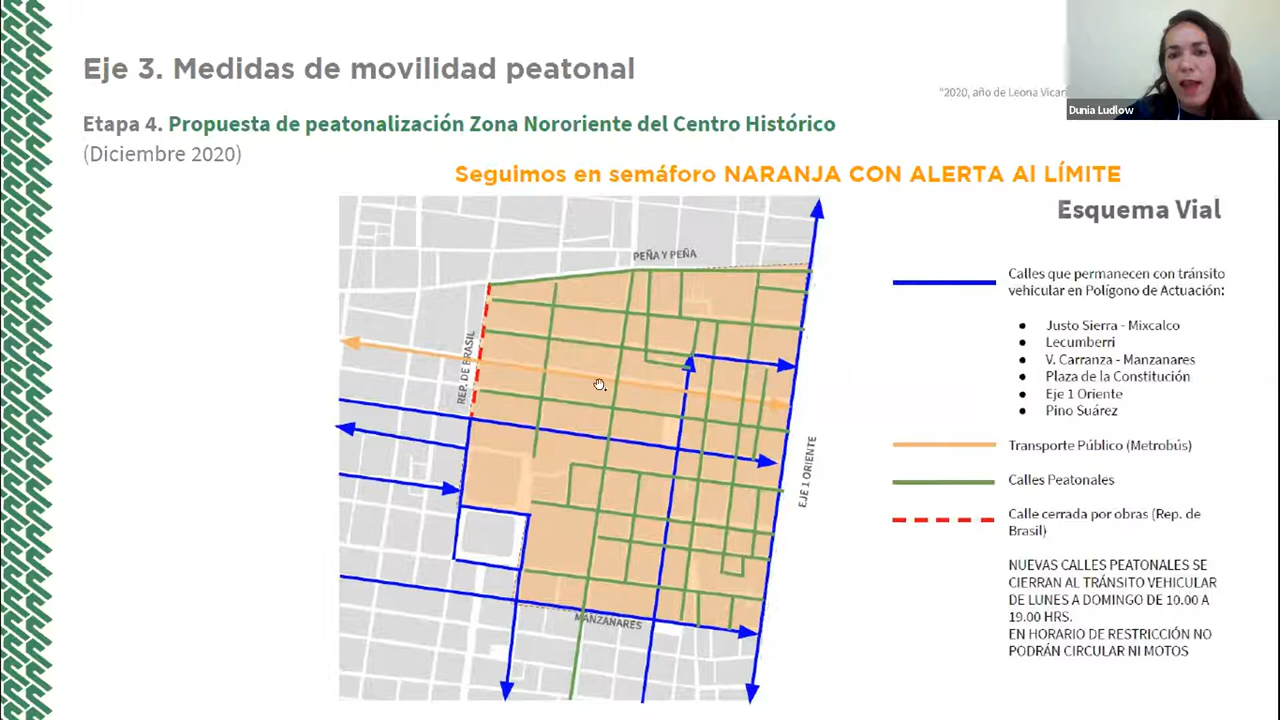 Eje 3. Medidas de movilidad peatonal
"2020, año de Leona Vicar
Dunia Ludlow
Etapa 4. Propuesta de peatonalización Zona Nororiente del Centro Histórico
(Diciembre 2020)
Seguimos en semáforo NARANJA CON ALERTA Al LÍMITE
Esquema Vial
PEÑA Y PEÑA
REP. DE BRASIL
EJE 1 ORIENTE
MANZANARES
Calles que permanecen con tránsito
vehicular en Polígono de Actuación:
● Justo Sierra - Mixcalco
● Lecumberri
● V. Carranza - Manzanares
● Plaza de la Constitución
● Eje 1 Oriente
● Pino Suárez
Transporte Público (Metrobús)
Calles Peatonales
Calle cerrada por obras (Rep. de
Brasil)
NUEVAS CALLES PEATONALES SE
CIERRAN AL TRÁNSITO VEHICULAR
DE LUNES A DOMINGO DE 10.00 A
19.00 HRS.
EN HORARIO DE RESTRICCIÓN NO
PODRÁN CIRCULAR NI MOTOS